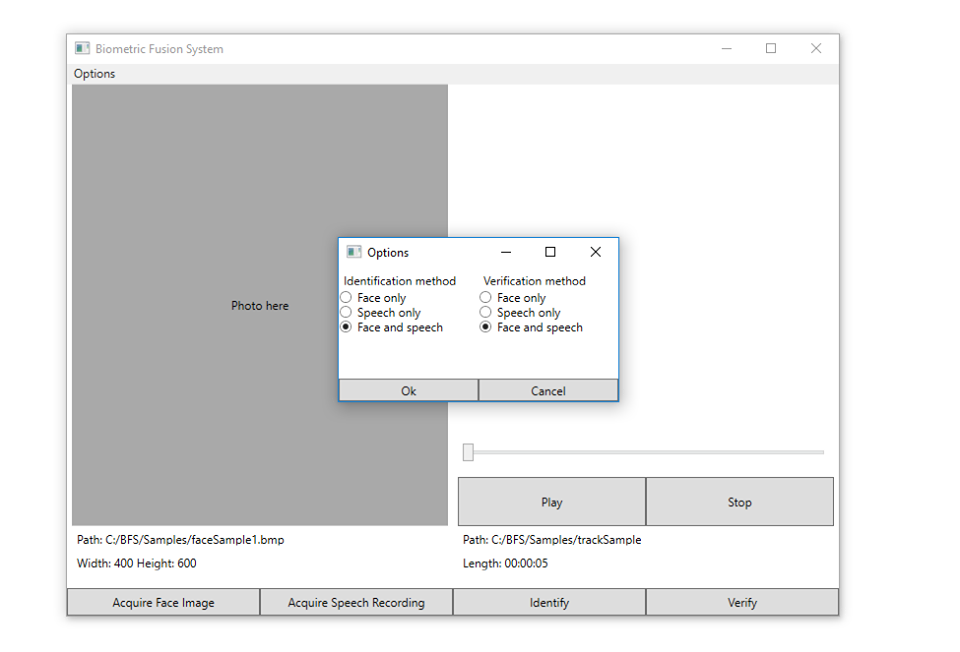 Biometric Fusion System
Options
Photo here
Options
Identification method
Verification method
Face only
Face only
Speech only
Speech only
Face and speech
Face and speech
Ok
Cancel
Play
Stop
Path: C:/BFS/Samples/faceSample1.bmp
Path: C:/BFS/Samples/trackSample
Width: 400 Height: 600
Length: 00:00:05
Acquire Face Image
Acquire Speech Recording
Identify
Verify